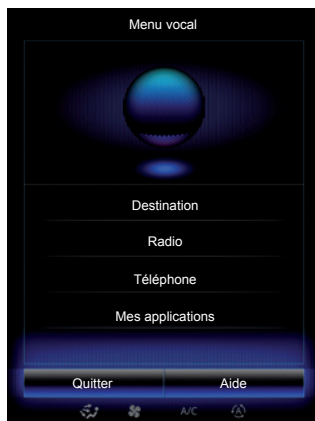 Menu vocal
Destination
Radio
Téléphone
Mes applications
Quitter Aide
A/C